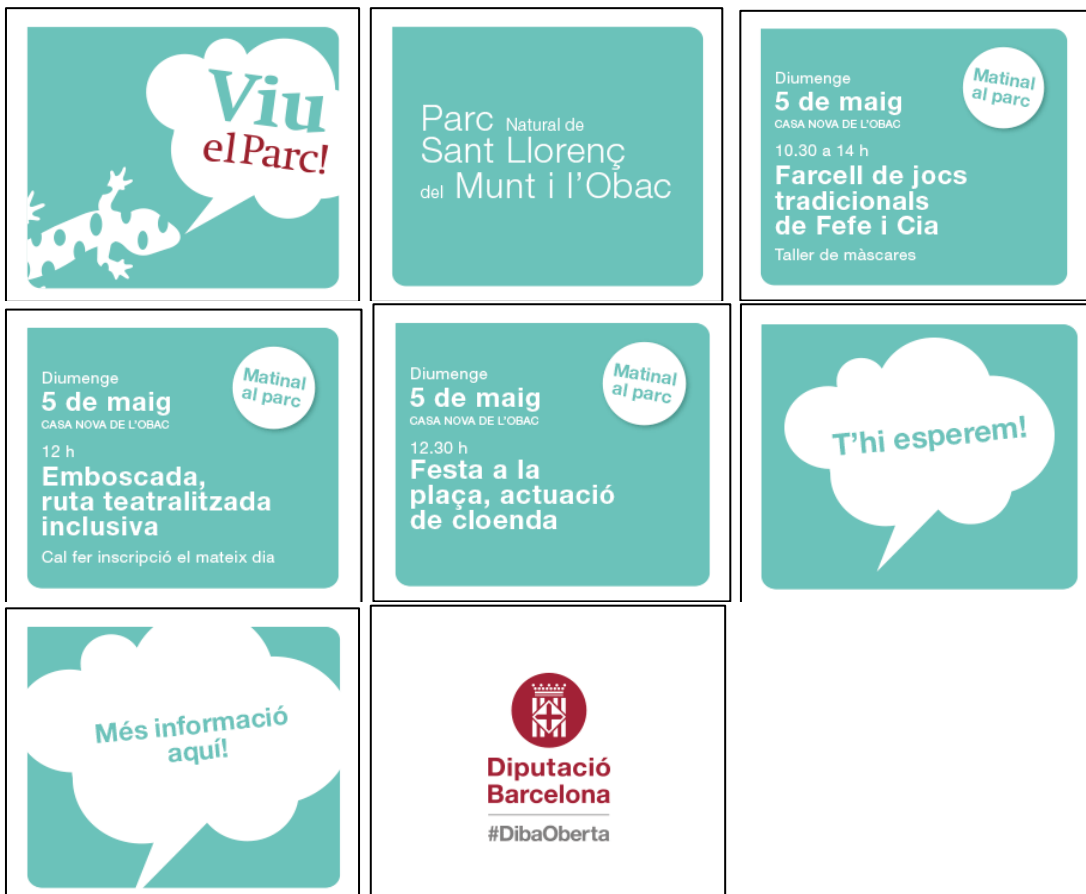 Viu
el Parc!
Parc Natural de
Sant Llorenç
del Munt i l'Obac
Diumenge
5 de maig
CASA NOVA DE L'OBAC
Matinal
al parc
10.30 a 14 h
Farcell de jocs
tradicionals
de Fefe i Cia
Taller de màscares
Diumenge
5 de maig
CASA NOVA DE L'OBAC
Matinal
al parc
12 h
Emboscada,
ruta teatralitzada
inclusiva
Cal fer inscripció el mateix dia
Diumenge
5 de maig
CASA NOVA DE L'OBAC
Matinal
al parc
12.30 h
Festa a la
plaça, actuació
de cloenda
T'hi esperem!
Més informació
aquí!
Diputació
Barcelona
#DibaOberta